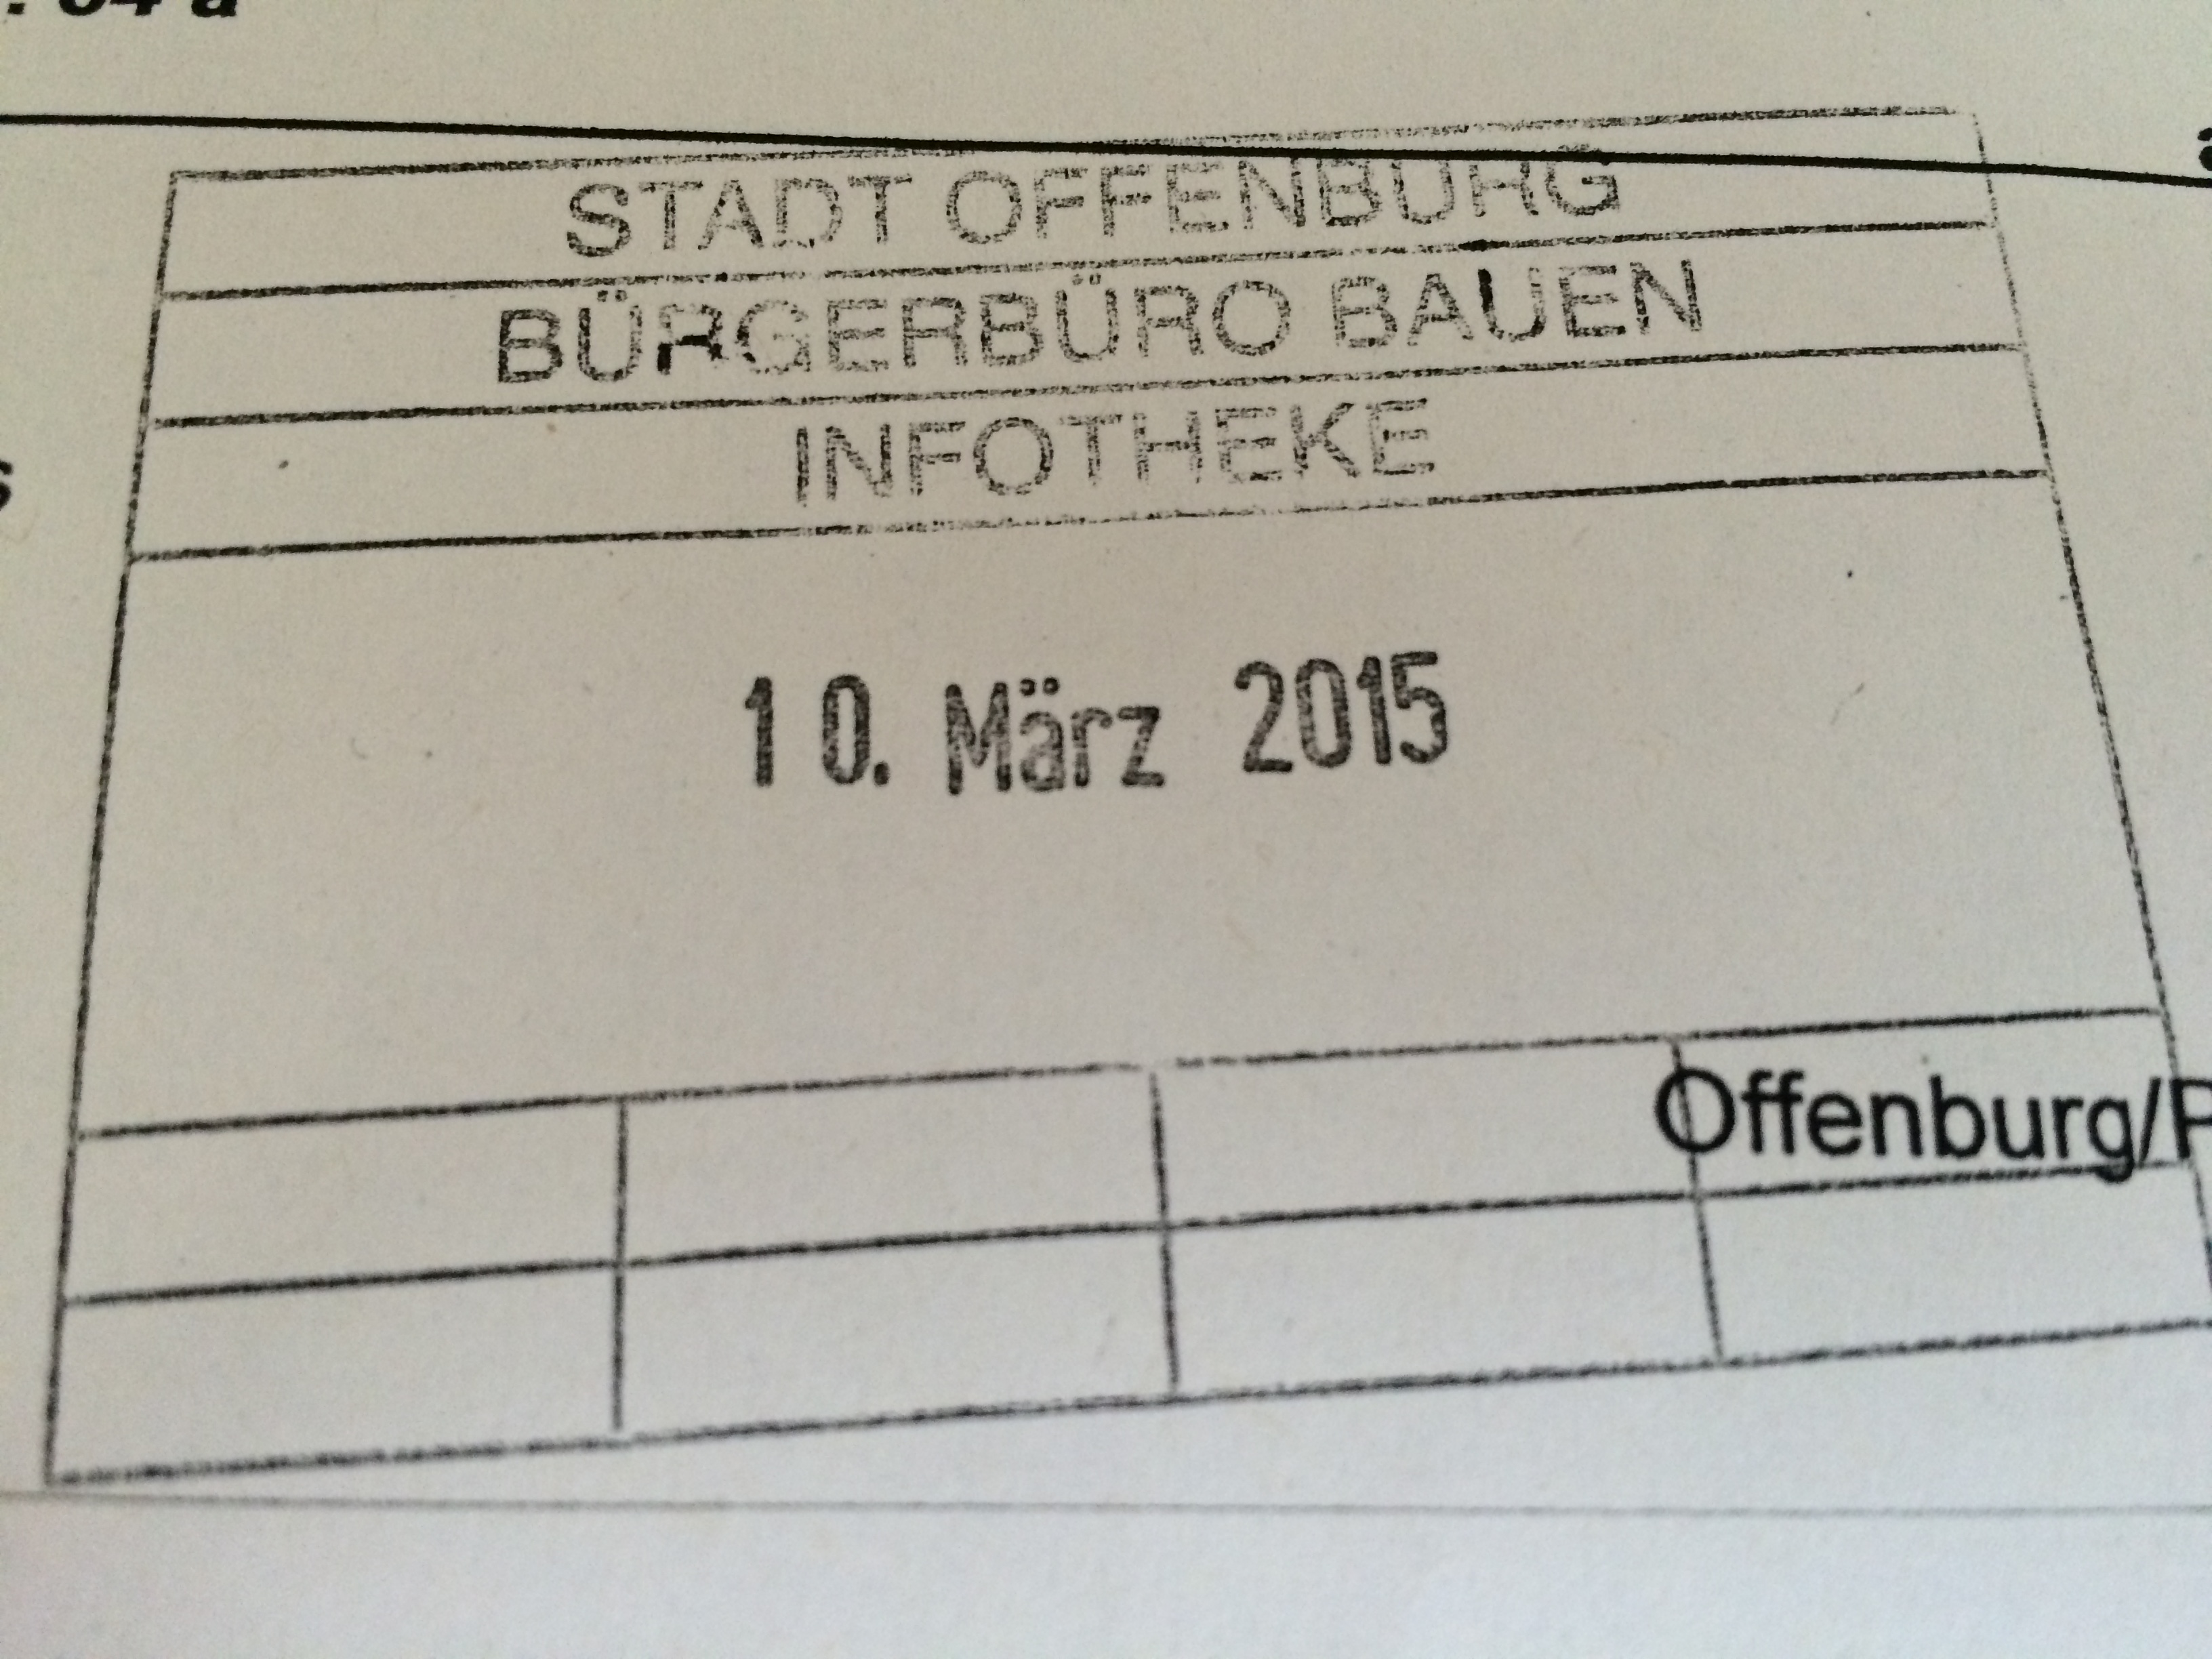 STADT OFFENBURG
BÜRGERBÜRO BAUEN
INFOTHEKE
10. März 2015
Offenburg/P